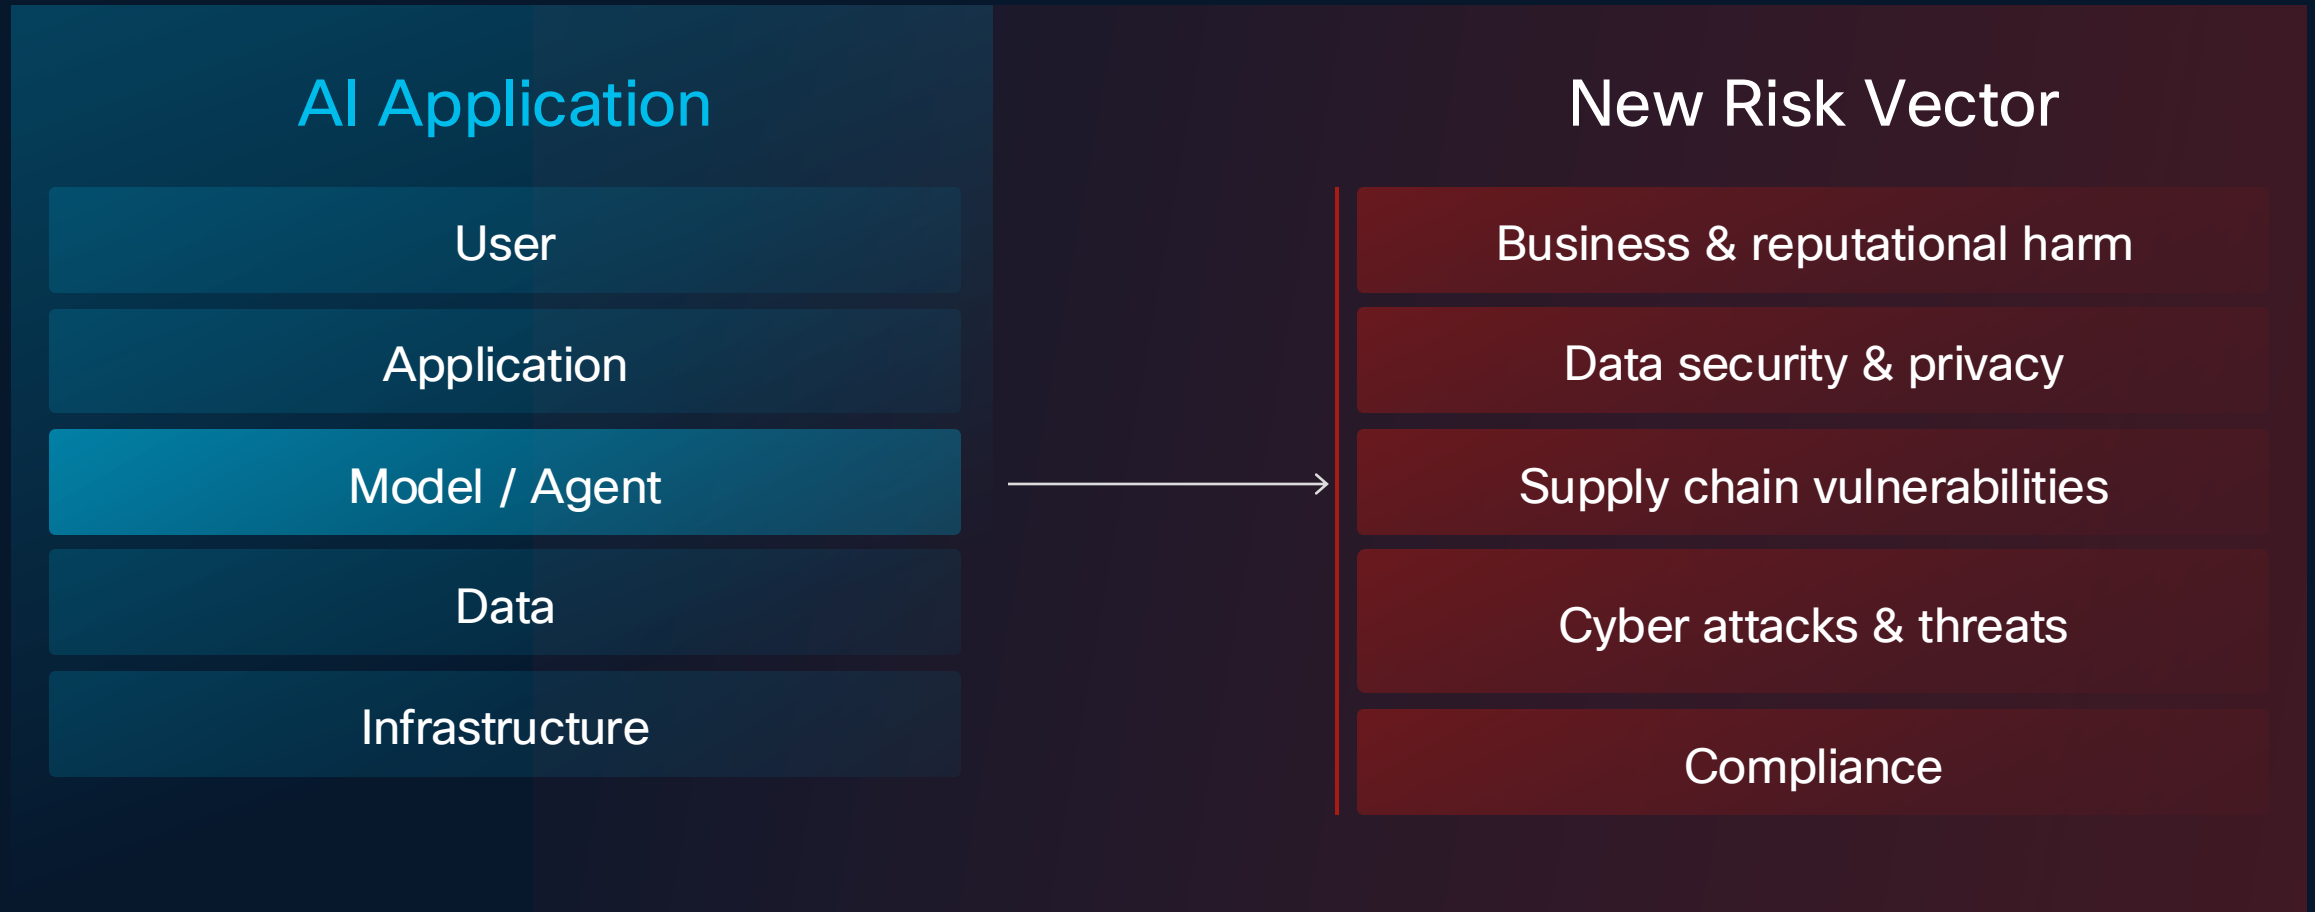 AI Application
User
Application
Model / Agent
Data
Infrastructure
New Risk Vector
Business & reputational harm
Data security & privacy
Supply chain vulnerabilities
Cyber attacks & threats
Compliance